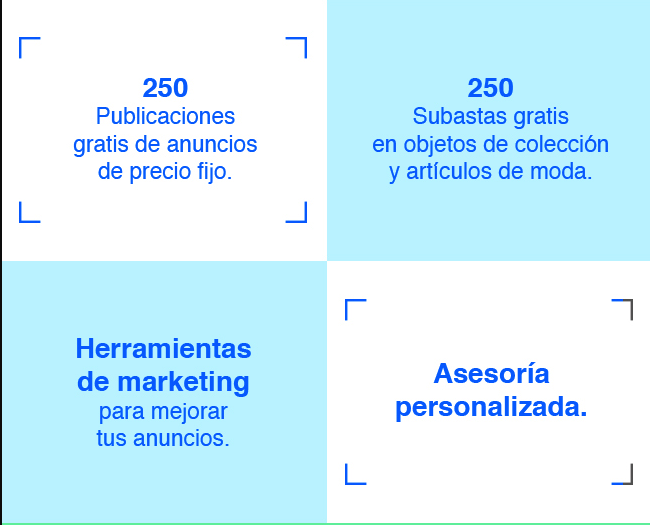 250
Publicaciones
gratis de anuncios
de precio fijo.
250
Subastas gratis
en objetos de colección
y artículos de moda.
Herramientas
de marketing
para mejorar
tus anuncios.
Asesoría
personalizada.